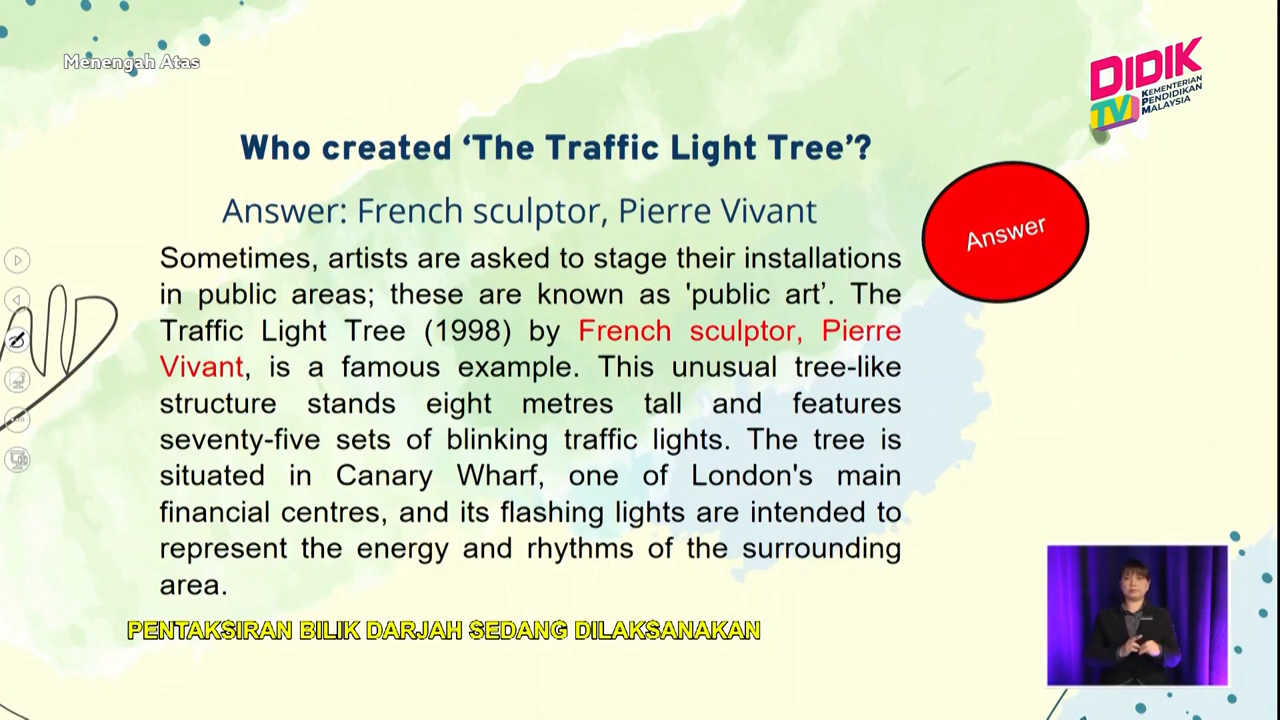 Menengah Atas
DIDIK
TV
KEMENTERIAN
PENDIDIKAN
MALAYSIA
Who created ‘The Traffic Light Tree’?
Answer: French sculptor, Pierre Vivant
Answer
Sometimes, artists are asked to stage their installations
in public areas; these are known as 'public art’. The
Traffic Light Tree (1998) by French sculptor, Pierre
Vivant, is a famous example. This unusual tree-like
structure stands eight metres tall and features
seventy-five sets of blinking traffic lights. The tree is
situated in Canary Wharf, one of London's main
financial centres, and its flashing lights are intended to
represent the energy and rhythms of the surrounding
area.
PENTAKSIRAN BILIK DARJAH SEDANG DILAKSANAKAN